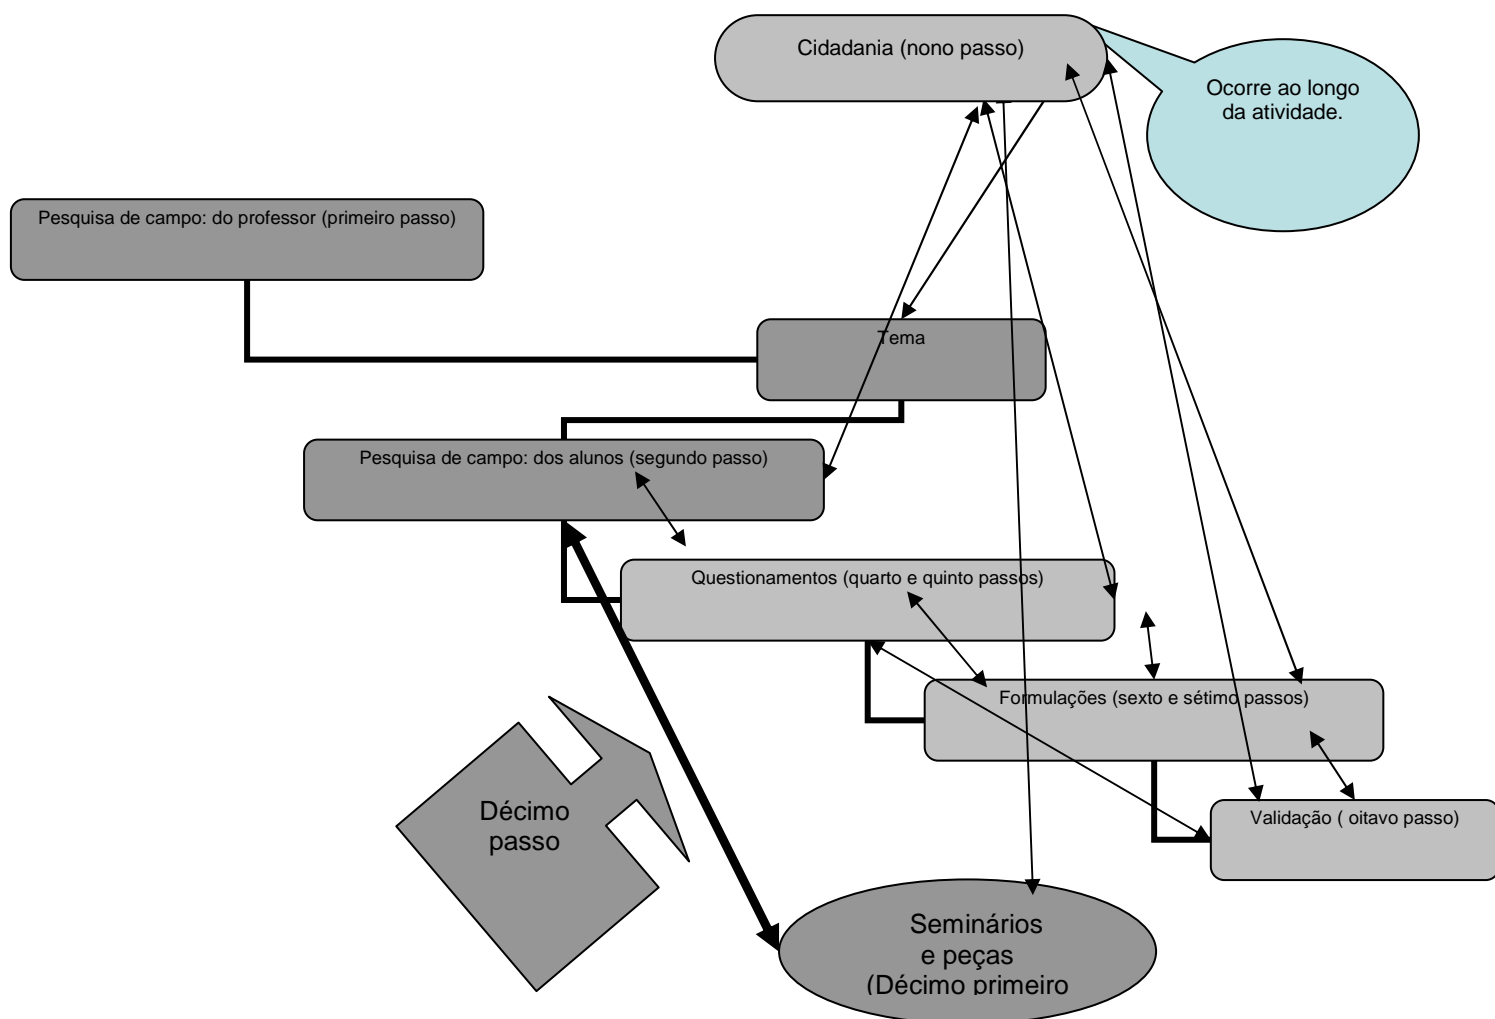 Cidadania (nono passo)
Ocorre ao longo
da atividade.
Pesquisa de campo: do professor (primeiro passo)
Tema
Pesquisa de campo: dos alunos (segundo passo)
Questionamentos (quarto e quinto passos)
Formulações (sexto e sétimo passos)
Validação ( oitavo passo)
Décimo
passo
Seminários
e peças
(Décimo primeiro